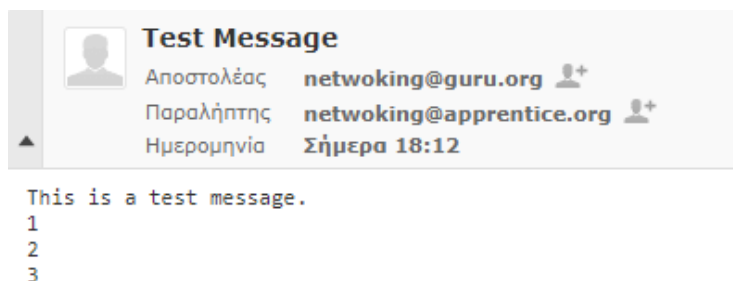 Test Message
Αποστολέας netwoking@guru.org
Παραλήπτης netwoking@apprentice.org
Ημερομηνία Σήμερα 18:12
This is a test message.
1
2
3